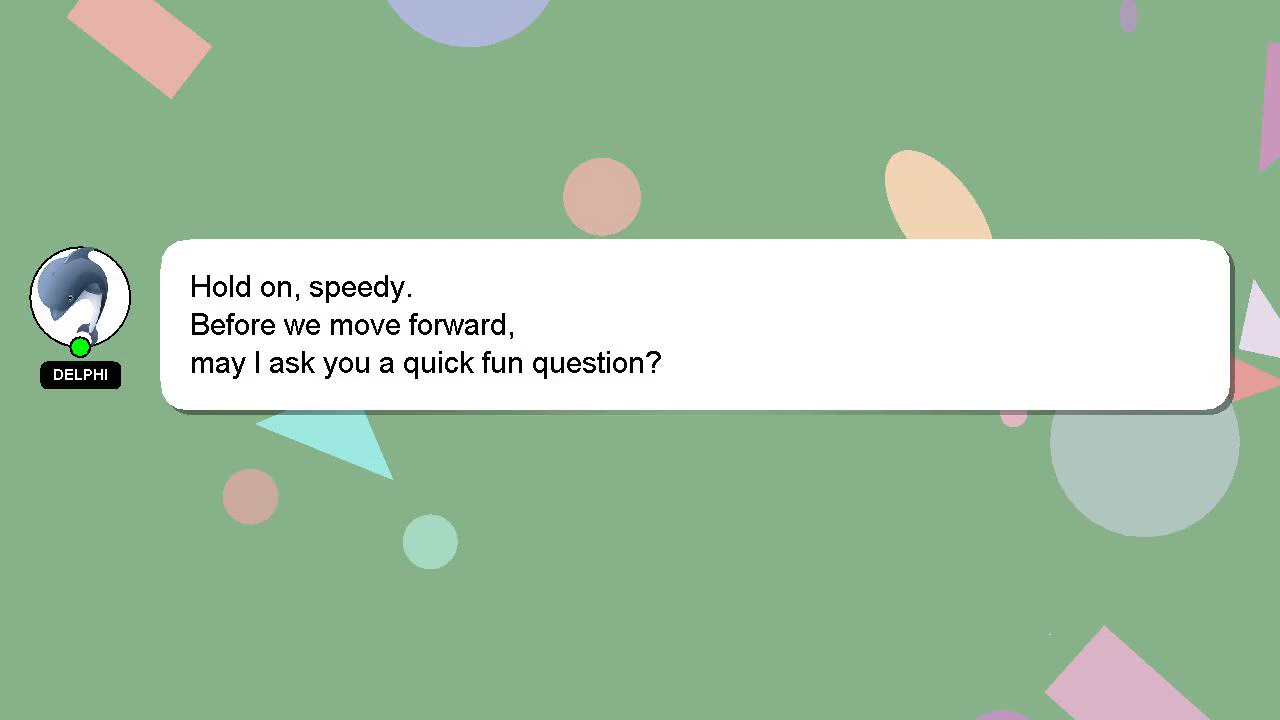 Hold on, speedy.
Before we move forward,
may I ask you a quick fun question?
DELPHI